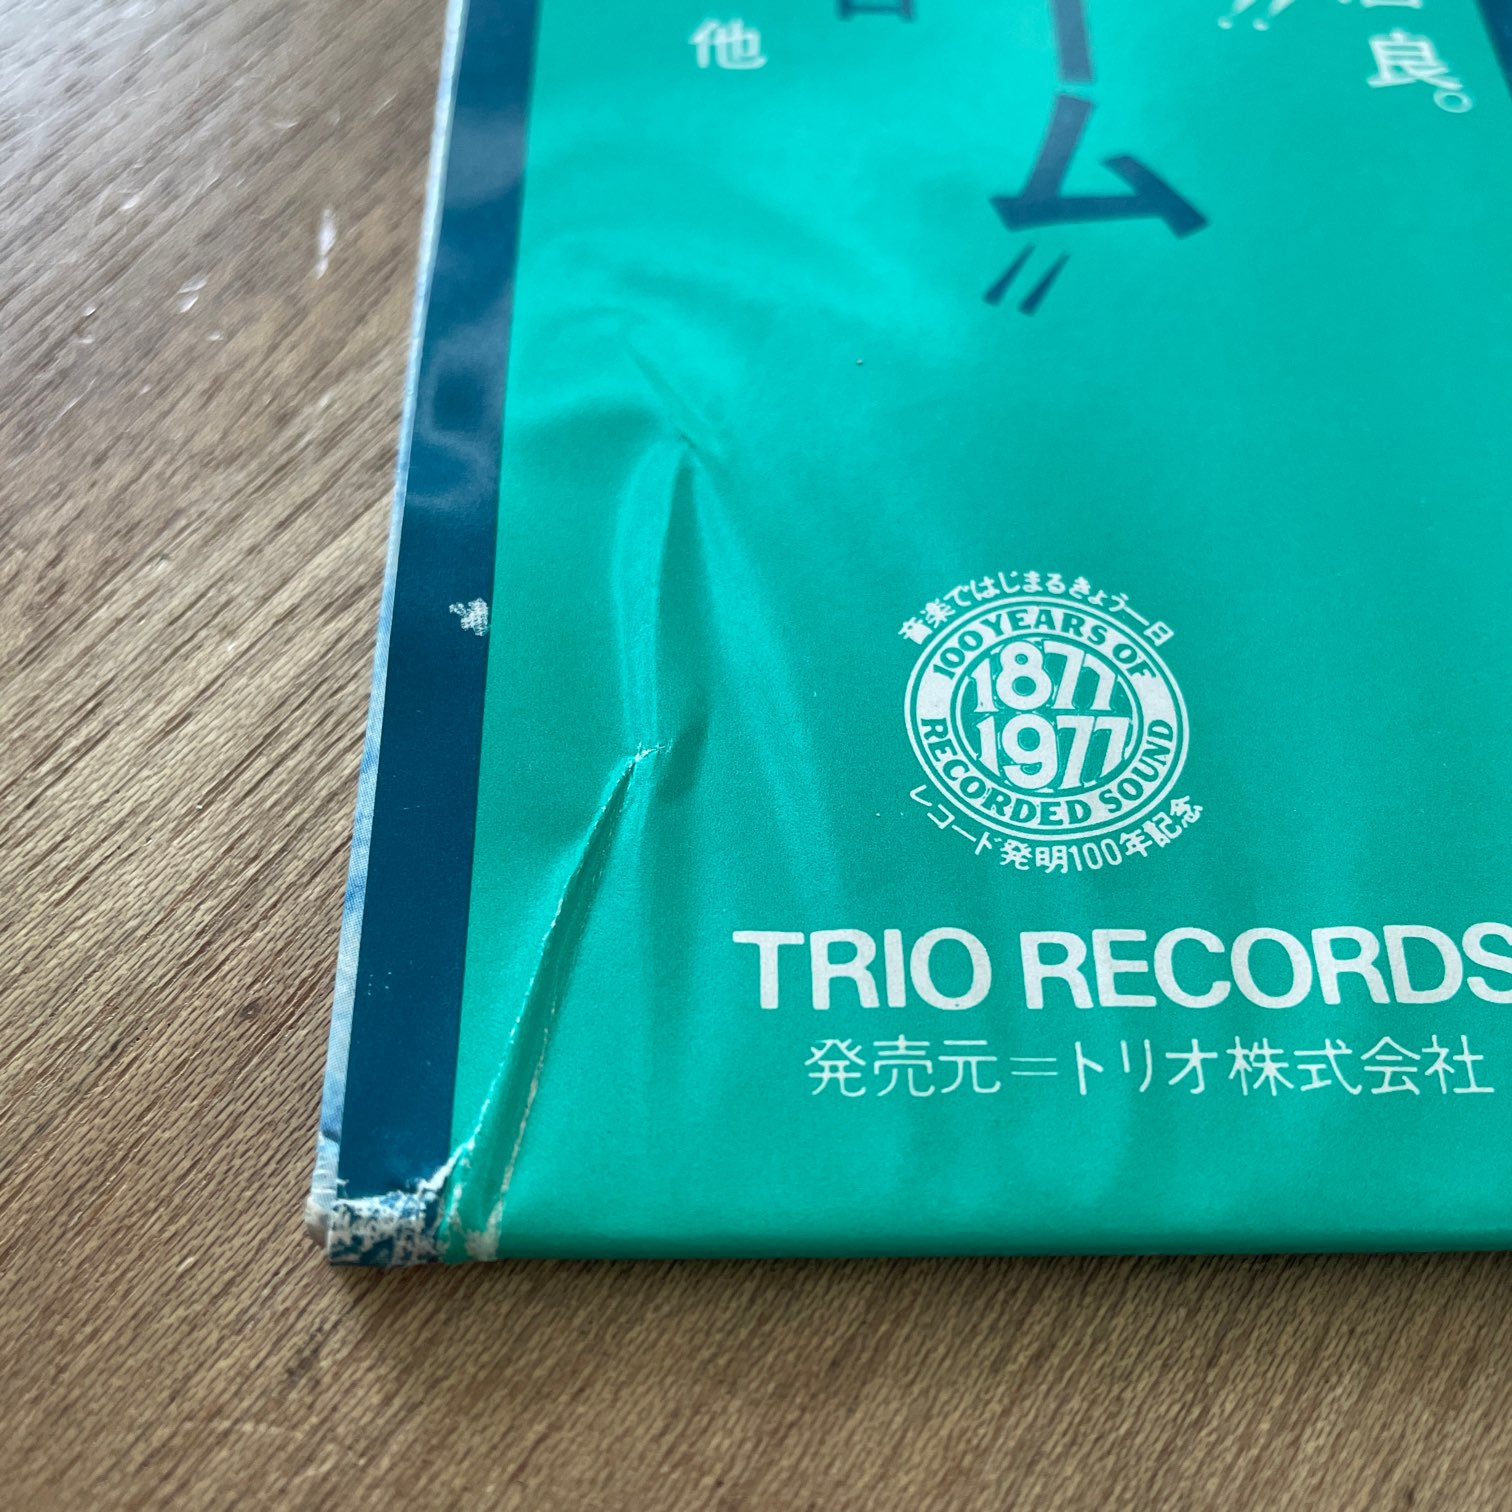 良。
ム〃
他
音楽ではじまるきょう一日
100 YEARS OF
1877
1977
RECORDED SOUND
レコード発明100年記念
TRIO RECORDS
発売元=トリオ株式会社